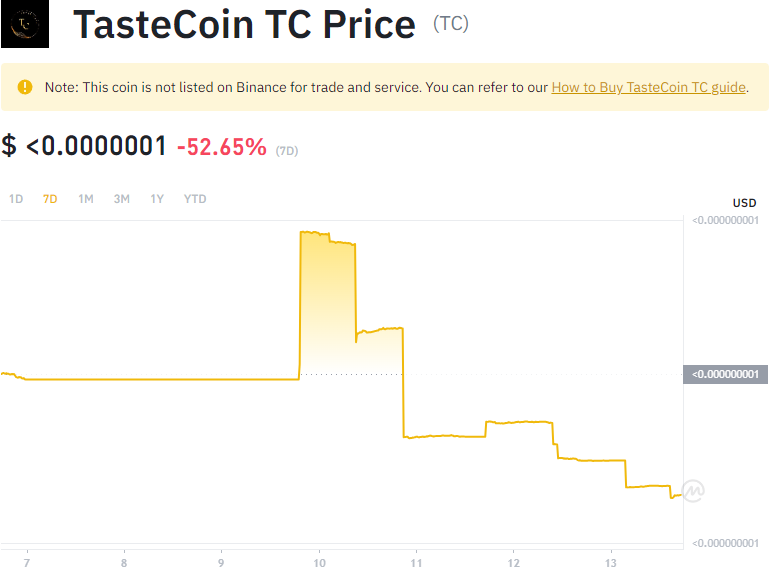 TasteCoin TC Price (TC)
Note: This coin is not listed on Binance for trade and service. You can refer to our How to Buy TasteCoin TC guide.
$ <0.0000001 -52.65% (7D)
1D 7D 1M 3M 1Y YTD
USD
<0.000000001
<0.000000001
<0.000000001
7 8 9 10 11 12 13